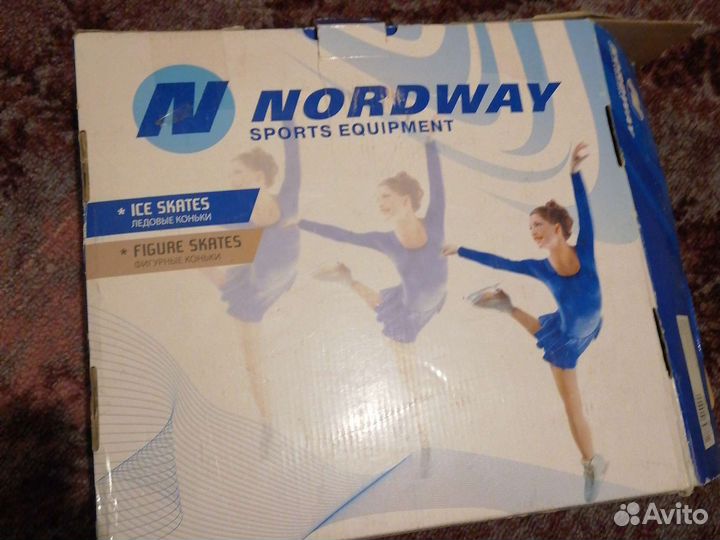 N NORDWAY
SPORTS EQUIPMENT
* ICE SKATES
ЛЕДОВЫЕ КОНЬКИ
* FIGURE SKATES
ФИГУРНЫЕ КОНЬКИ
Avito